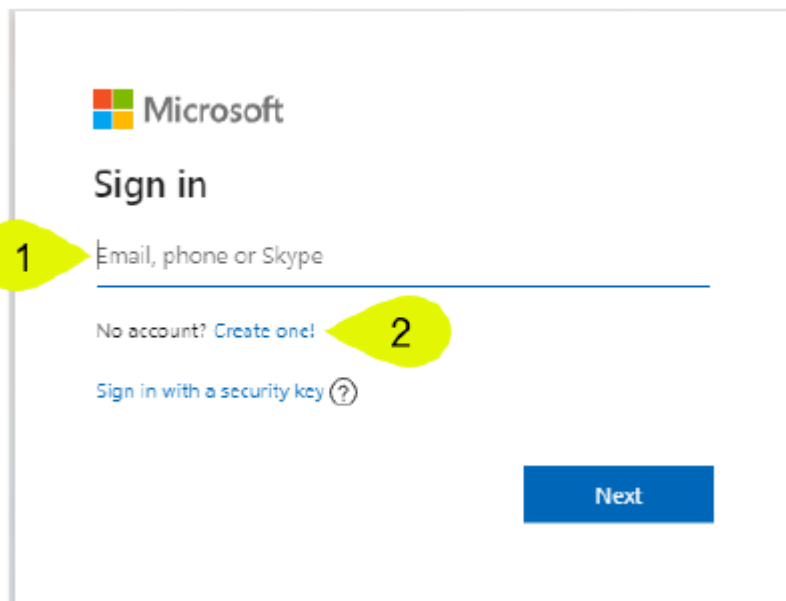 Microsoft
Sign in
1
Email, phone or Skype
No account? Create one!
2
Sign in with a security key ?
Next